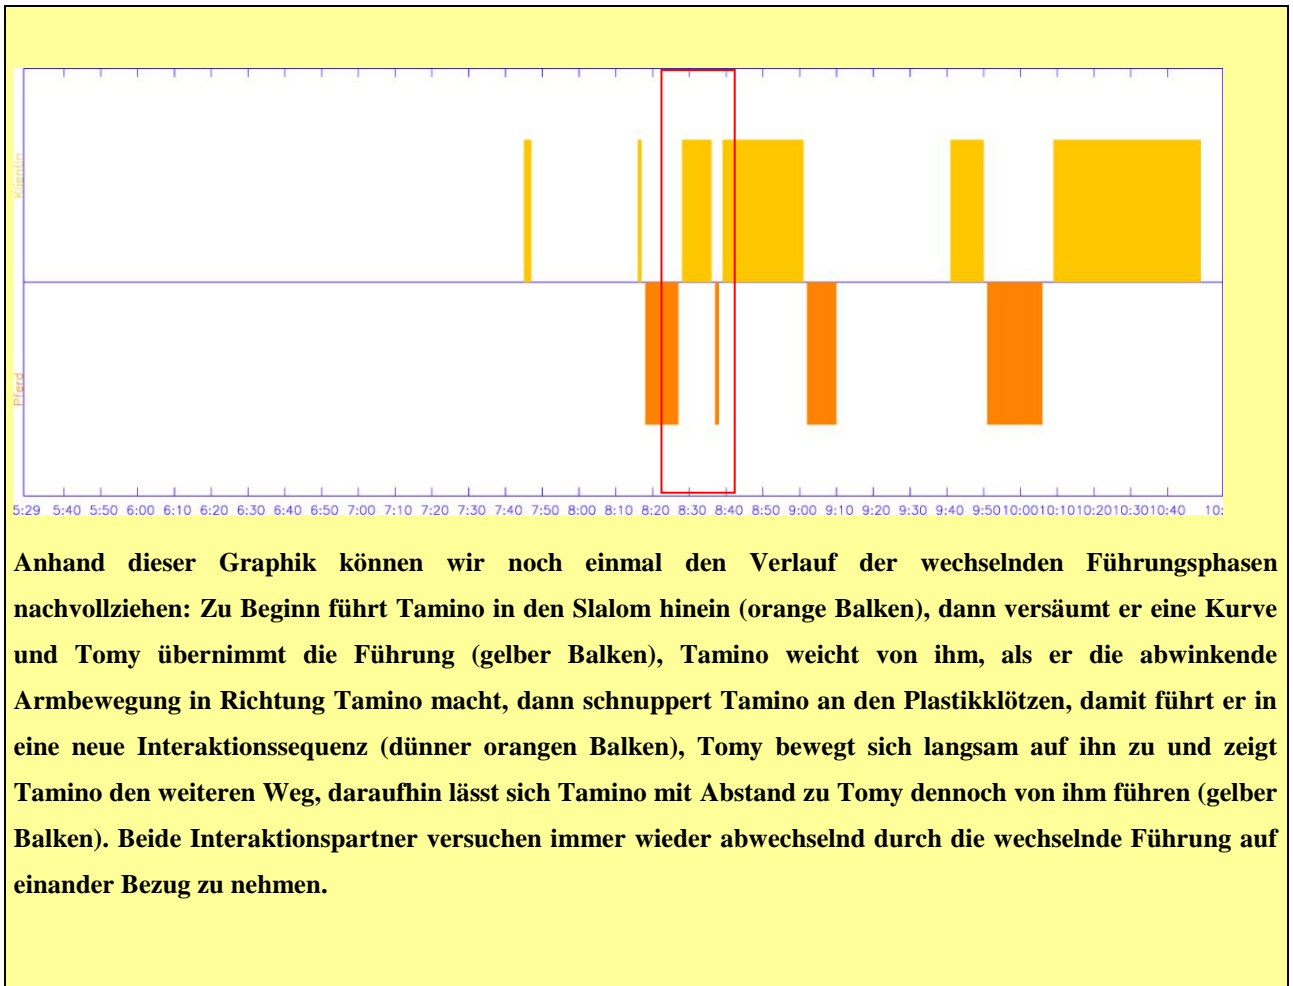 Klientin
Pferd
5:29 5:40 5:50 6:00 6:10 6:20 6:30 6:40 6:50 7:00 7:10 7:20 7:30 7:40 7:50 8:00 8:10 8:20 8:30 8:40 8:50 9:00 9:10 9:20 9:30 9:40 9:50 10:00 10:10 10:20 10:30 10:40 10:
Anhand dieser Graphik können wir noch einmal den Verlauf der wechselnden Führungsphasen
nachvollziehen: Zu Beginn führt Tamino in den Slalom hinein (orange Balken), dann versäumt er eine Kurve
und Tomy übernimmt die Führung (gelber Balken), Tamino weicht von ihm, als er die abwinkende
Armbewegung in Richtung Tamino macht, dann schnuppert Tamino an den Plastikklötzen, damit führt er in
eine neue Interaktionssequenz (dünner orangen Balken), Tomy bewegt sich langsam auf ihn zu und zeigt
Tamino den weiteren Weg, daraufhin lässt sich Tamino mit Abstand zu Tomy dennoch von ihm führen (gelber
Balken). Beide Interaktionspartner versuchen immer wieder abwechselnd durch die wechselnde Führung auf
einander Bezug zu nehmen.